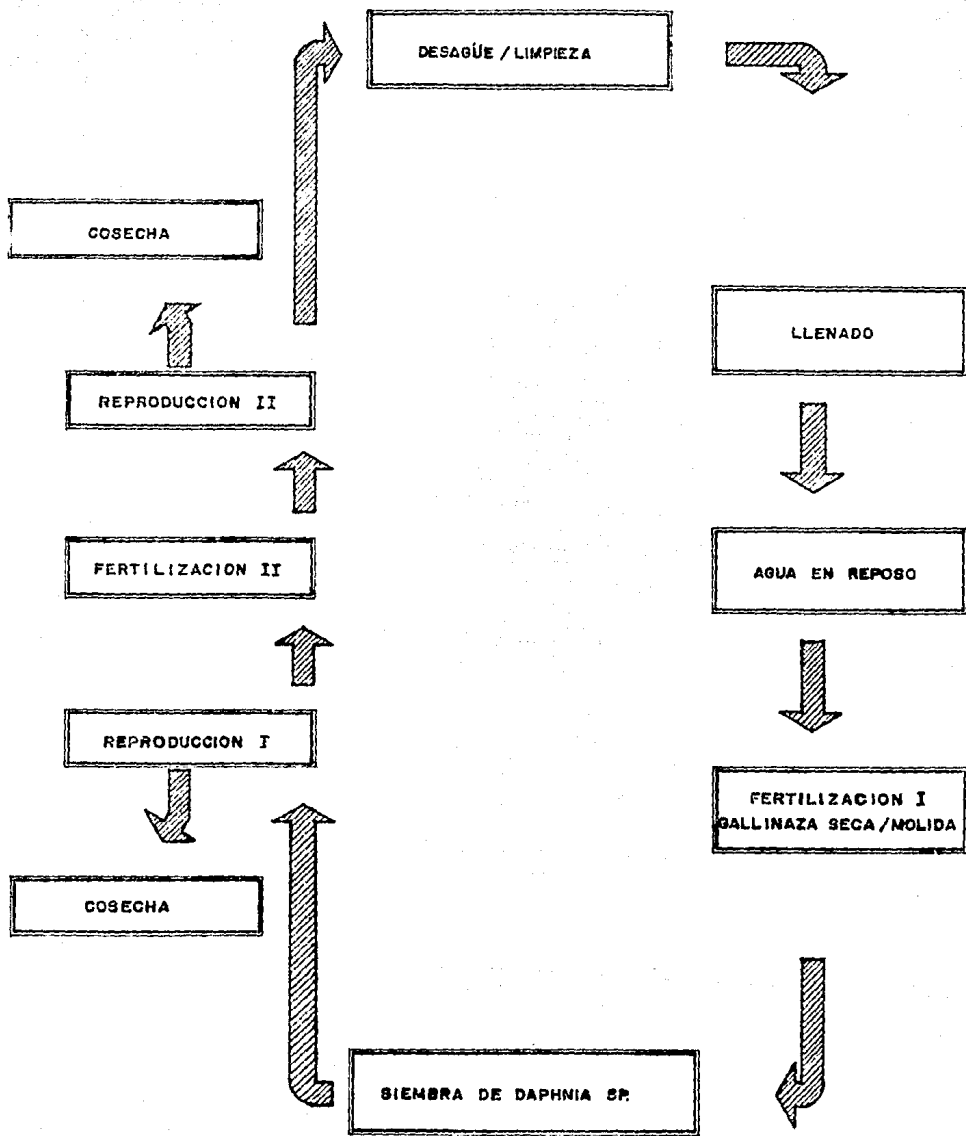 DESAGÜE / LIMPIEZA
COSECHA
LLENADO
REPRODUCCION II
FERTILIZACION II
AGUA EN REPOSO
REPRODUCCION I
FERTILIZACION I
GALLINAZA SECA/MOLIDA
COSECHA
SIEMBRA DE DAPHNIA SP.